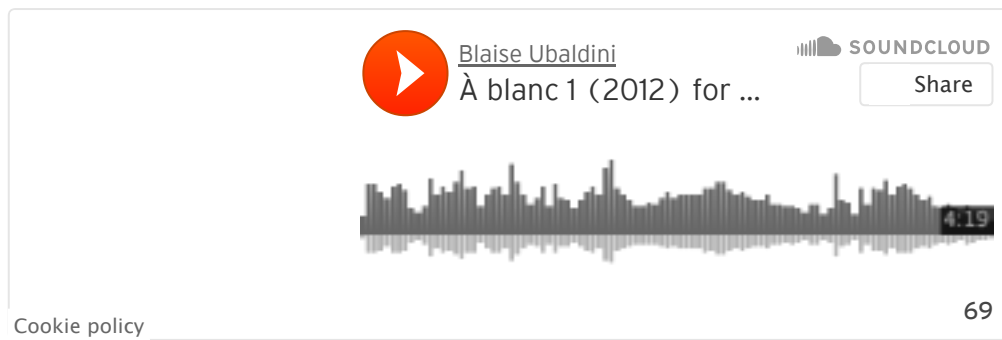 Blaise Ubaldini
SOUNDCLOUD
À blanc 1 (2012) for ...
Share
4:19
69
Cookie policy